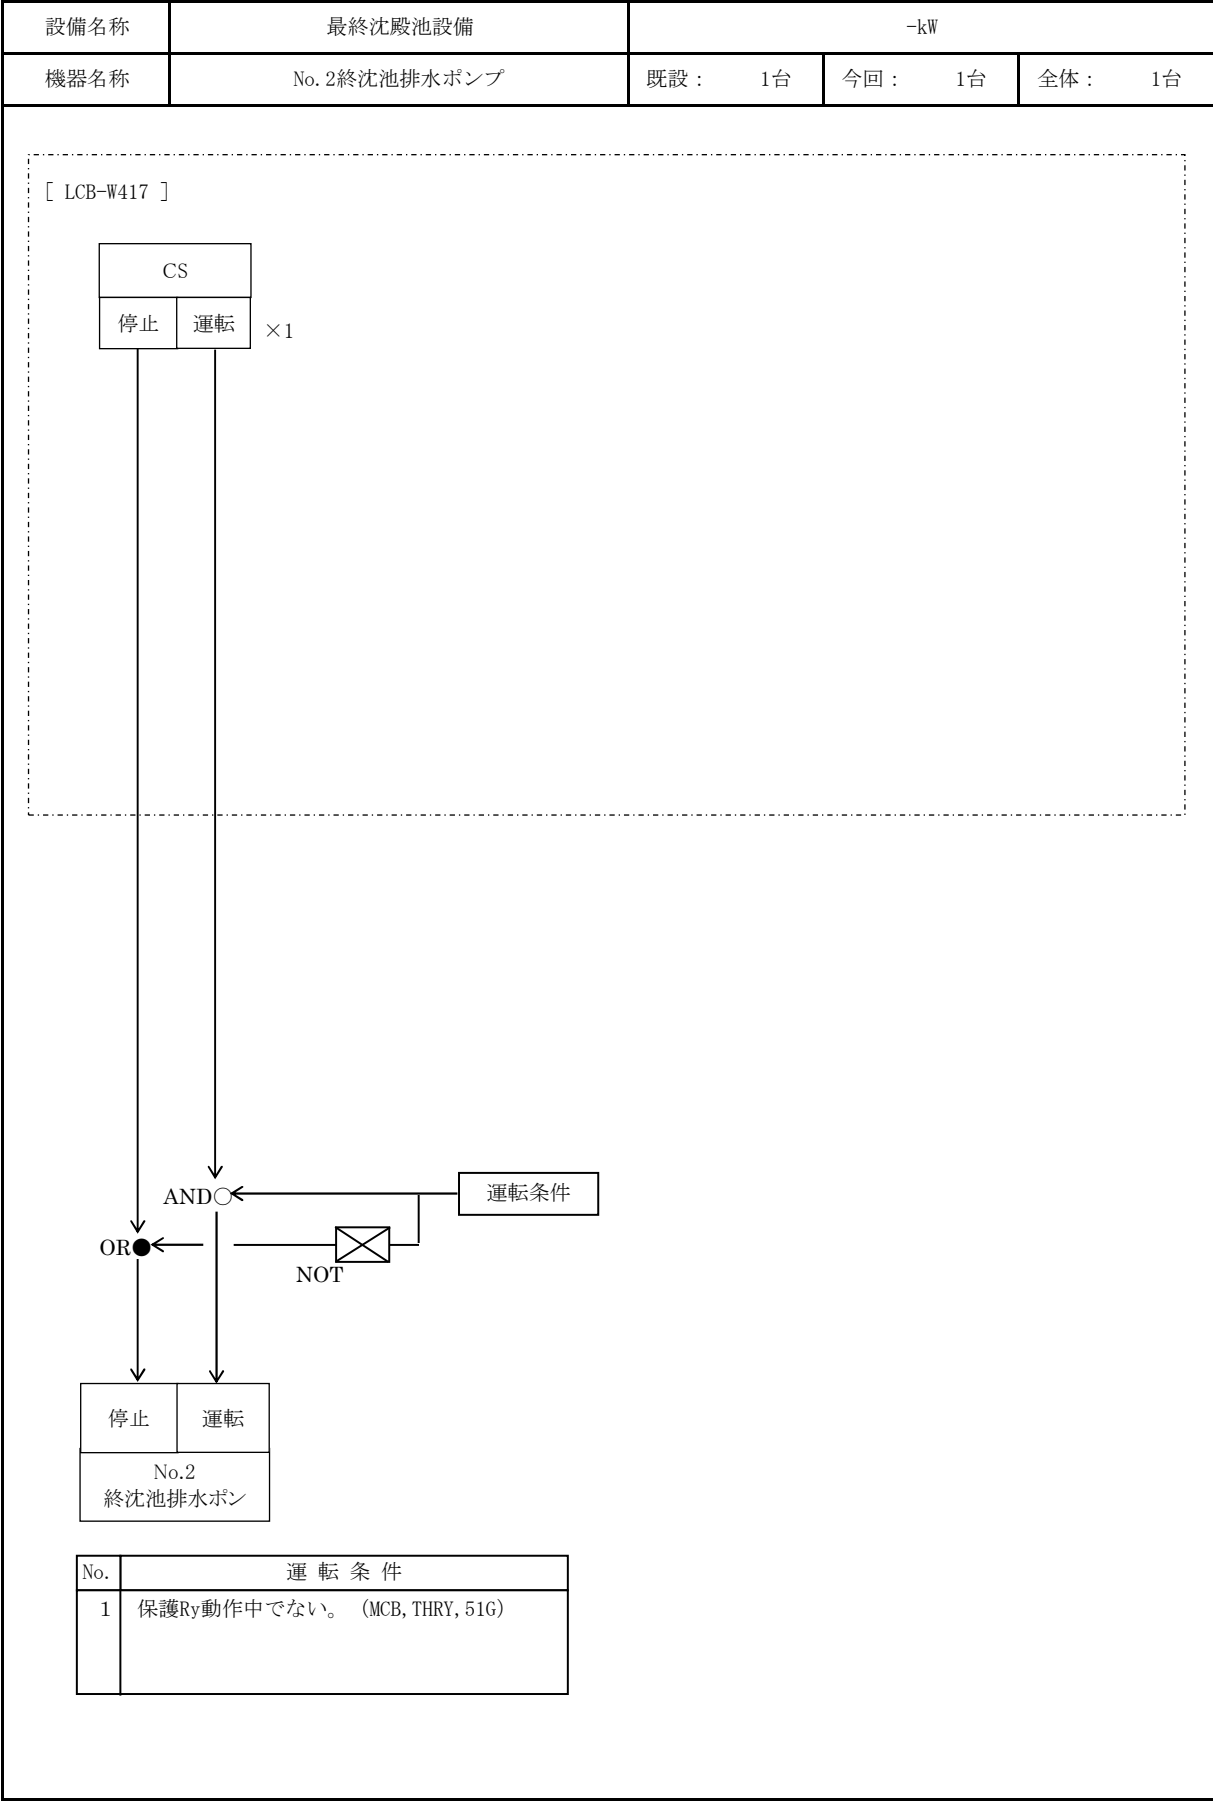 設備名称 最終沈殿池設備 -kW
機器名称 No.2終沈池排水ポンプ 既設： 1台 今回： 1台 全体： 1台
[ LCB-W417 ]
CS
停止 運転 ×1
AND 運転条件
OR
NOT
停止 運転
No.2
終沈池排水ポン
No. 運 転 条 件
1 保護Ry動作中でない。 (MCB,THRY,51G)